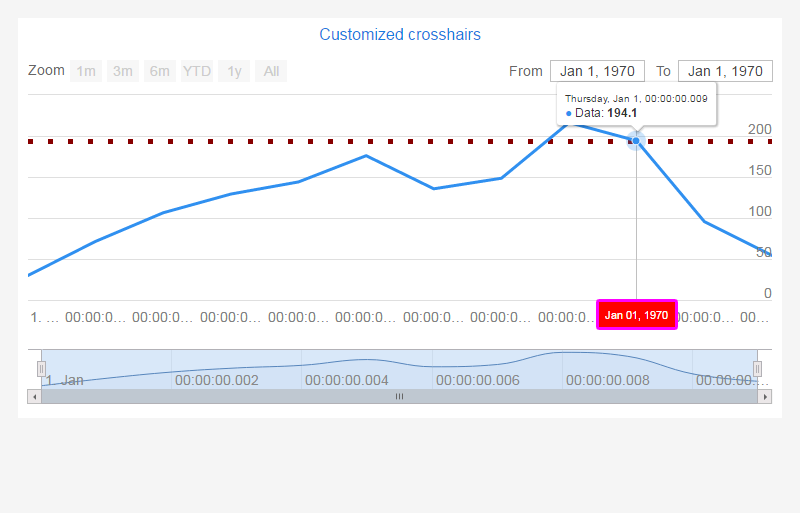 Customized crosshairs
Zoom 1m 3m 6m YTD 1y All From Jan 1, 1970 To Jan 1, 1970
Thursday, Jan 1, 00:00:00.009
● Data: 194.1
200
150
100
50
0
1. … 00:00:0… 00:00:0… 00:00:0… 00:00:0… 00:00:0… 00:00:0… 00:00:0… 00:00:0… Jan 01, 1970 00:00:0… 00:…
1. Jan 00:00:00.002 00:00:00.004 00:00:00.006 00:00:00.008 00:00:00.…